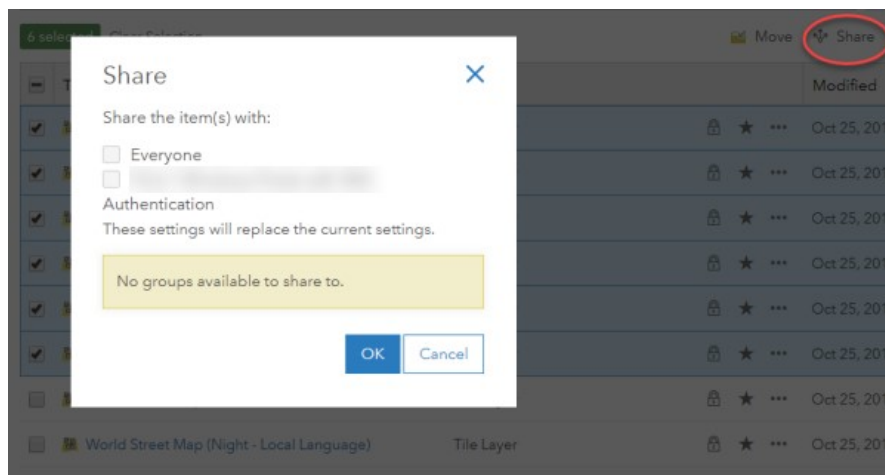 6 selected Clear Selection Move Share
Share
Share the item(s) with:
Modified
Everyone
Oct 25, 201
Authentication
Oct 25, 201
These settings will replace the current settings.
Oct 25, 201
No groups available to share to.
Oct 25, 201
Oct 25, 201
OK Cancel
Oct 25, 201
Oct 25, 201
World Street Map (Night - Local Language) Tile Layer Oct 25, 201